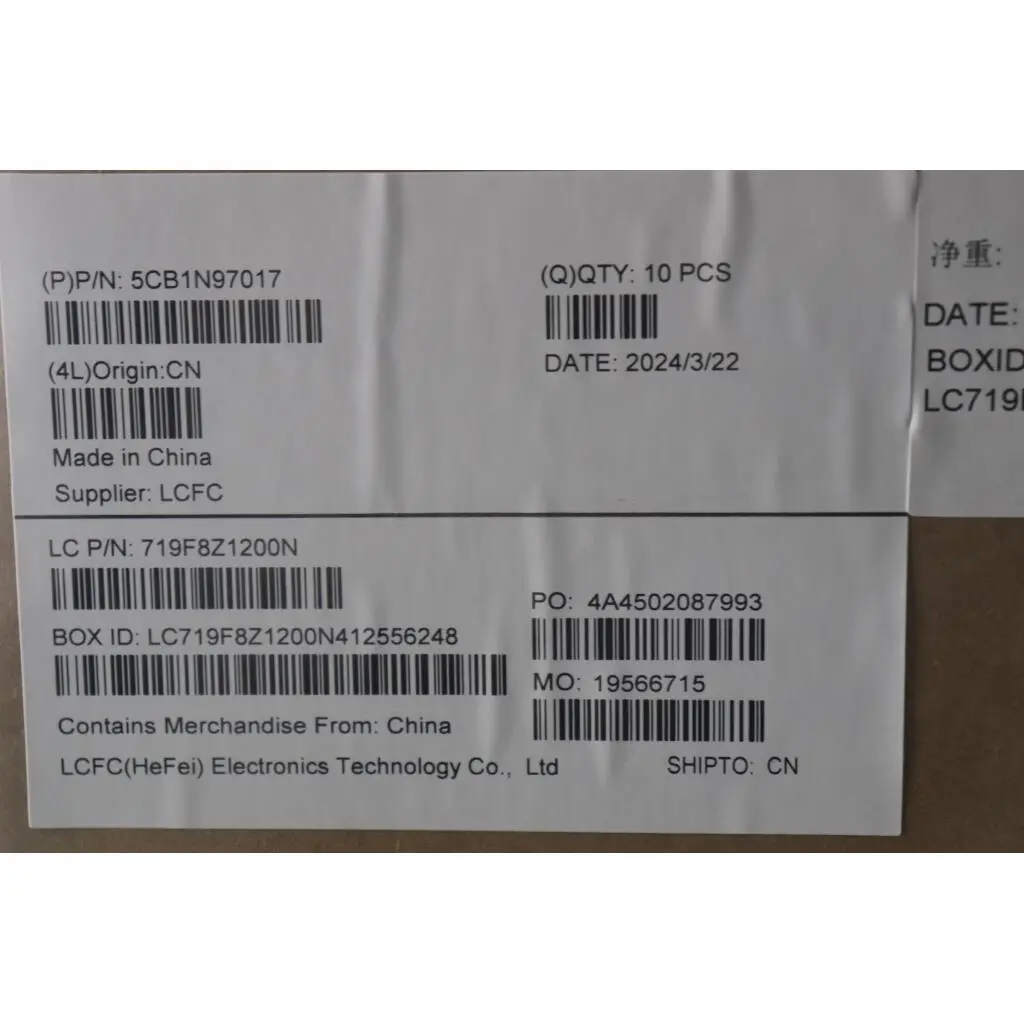 (P)P/N: 5CB1N97017
(Q)QTY: 10 PCS
(4L)Origin:CN
DATE: 2024/3/22
Made in China
Supplier: LCFC
LC P/N: 719F8Z1200N
PO: 4A4502087993
BOX ID: LC719F8Z1200N412556248
MO: 19566715
Contains Merchandise From: China
LCFC(HeFei) Electronics Technology Co., Ltd
SHIPTO: CN
净重:
DATE:
BOXID
LC719